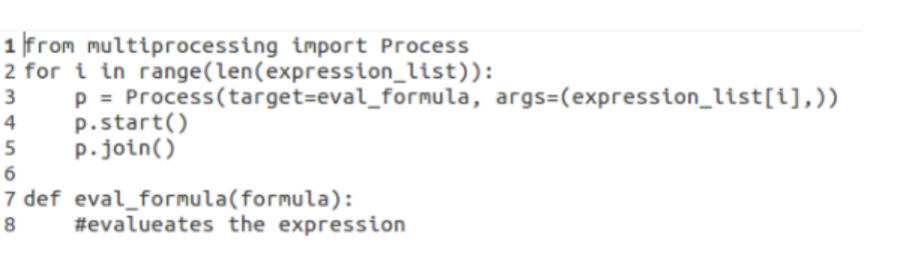 1 from multiprocessing import Process
2 for i in range(len(expression_list)):
3     p = Process(target=eval_formula, args=(expression_list[i],))
4     p.start()
5     p.join()
6
7 def eval_formula(formula):
8     #evalueates the expression